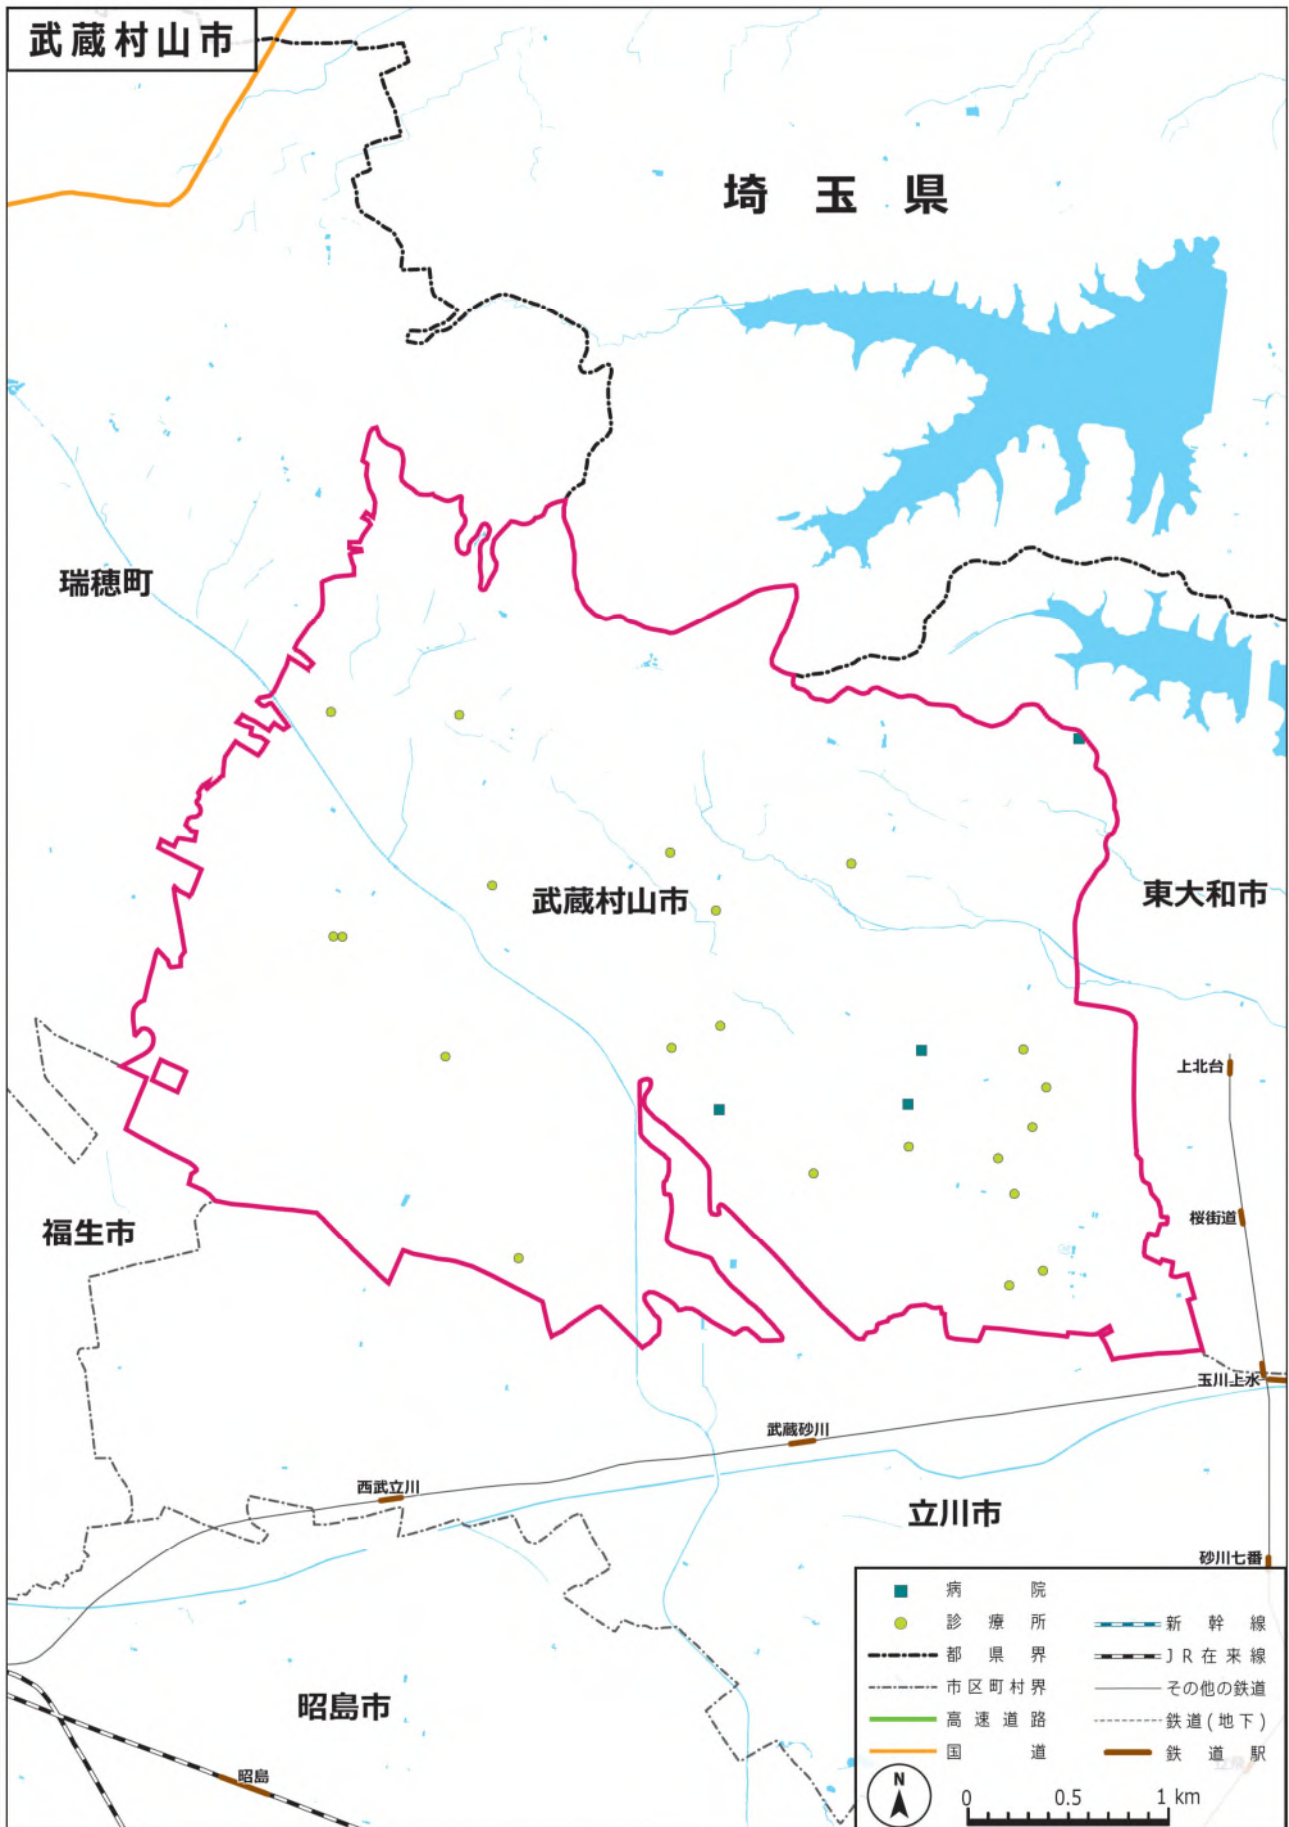 武蔵村山市
埼玉県
瑞穂町
武蔵村山市
東大和市
上北台
桜街道
福生市
玉川上水
武蔵砂川
西武立川
立川市
砂川七番
昭島市
昭島
病院
診療所
都県界
市区町村界
高速道路
国道
新幹線
JR在来線
その他の鉄道
鉄道(地下)
鉄道駅
立飛
N
0 0.5 1 km